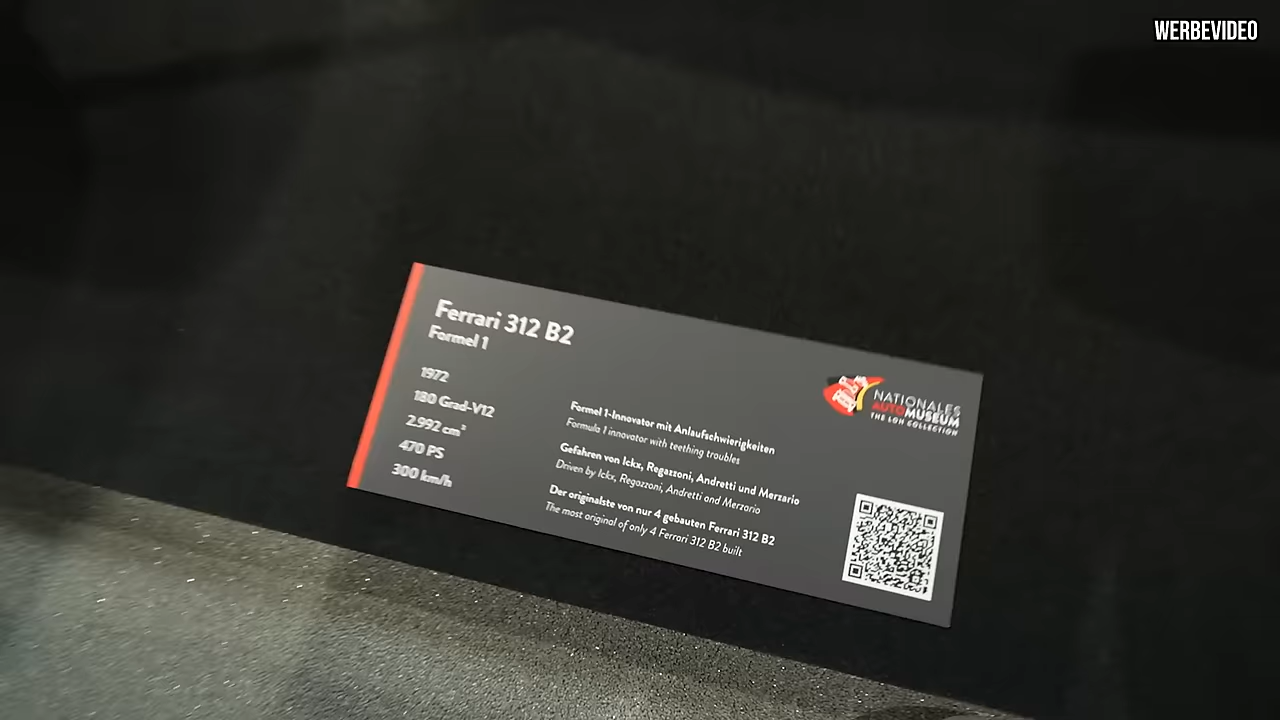 WERBEVIDEO
Ferrari 312 B2
Formel 1
1972
180 Grad-V12
2.992 cm³
470 PS
300 km/h
Formel 1-Innovator mit Anlaufschwierigkeiten
Formula 1 innovator with teething troubles
Gefahren von Ickx, Regazzoni, Andretti und Merzario
Driven by Ickx, Regazzoni, Andretti and Merzario
Der originalste von nur 4 gebauten Ferrari 312 B2
The most original of only 4 Ferrari 312 B2 built
NATIONALES
AUTOMUSEUM
THE LOH COLLECTION